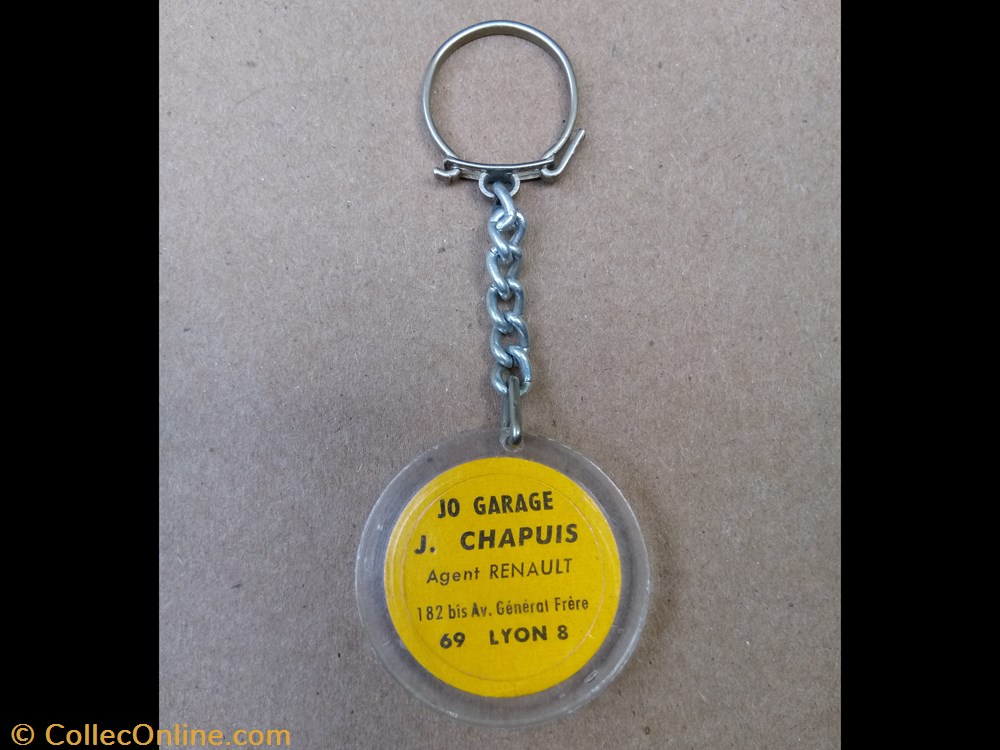 JO GARAGE
J. CHAPUIS
Agent RENAULT
182 bis Av. Général Frère
69 LYON 8
© CollecOnline.com